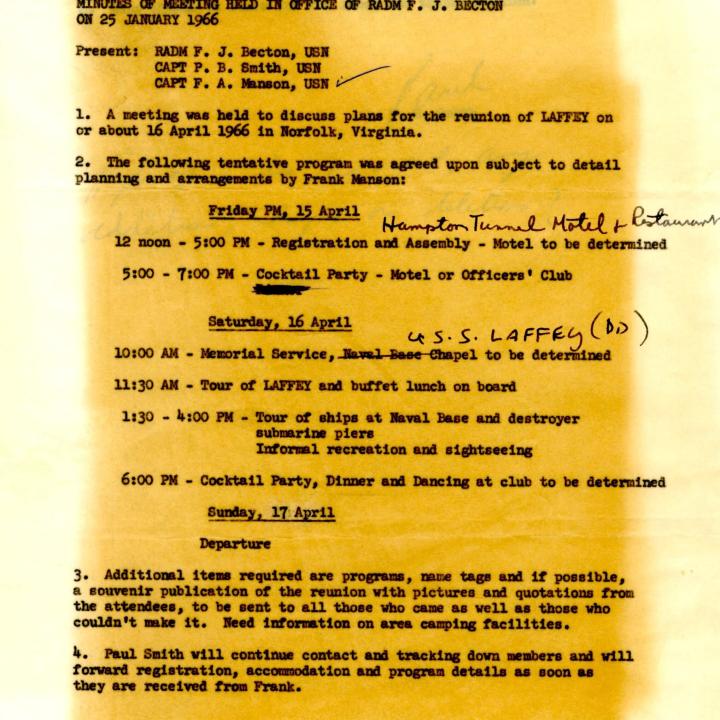 MINUTES OF MEETING HELD IN OFFICE OF RADM F. J. BECTON
ON 25 JANUARY 1966
Present: RADM F. J. Becton, USN
CAPT P. B. Smith, USN
CAPT F. A. Manson, USN ✓
1. A meeting was held to discuss plans for the reunion of LAFFEY on
or about 16 April 1966 in Norfolk, Virginia.
2. The following tentative program was agreed upon subject to detail
planning and arrangements by Frank Manson:
Friday PM, 15 April
Hampton Tunnel Motel & Restaurant
12 noon - 5:00 PM - Registration and Assembly - Motel to be determined
5:00 - 7:00 PM - Cocktail Party - Motel or Officers' Club
Saturday, 16 April
U.S.S. LAFFEY (DD)
10:00 AM - Memorial Service, Naval Base Chapel to be determined
11:30 AM - Tour of LAFFEY and buffet lunch on board
1:30 - 4:00 PM - Tour of ships at Naval Base and destroyer
submarine piers
Informal recreation and sightseeing
6:00 PM - Cocktail Party, Dinner and Dancing at club to be determined
Sunday, 17 April
Departure
3. Additional items required are programs, name tags and if possible,
a souvenir publication of the reunion with pictures and quotations from
the attendees, to be sent to all those who came as well as those who
couldn't make it. Need information on area camping facilities.
4. Paul Smith will continue contact and tracking down members and will
forward registration, accommodation and program details as soon as
they are received from Frank.